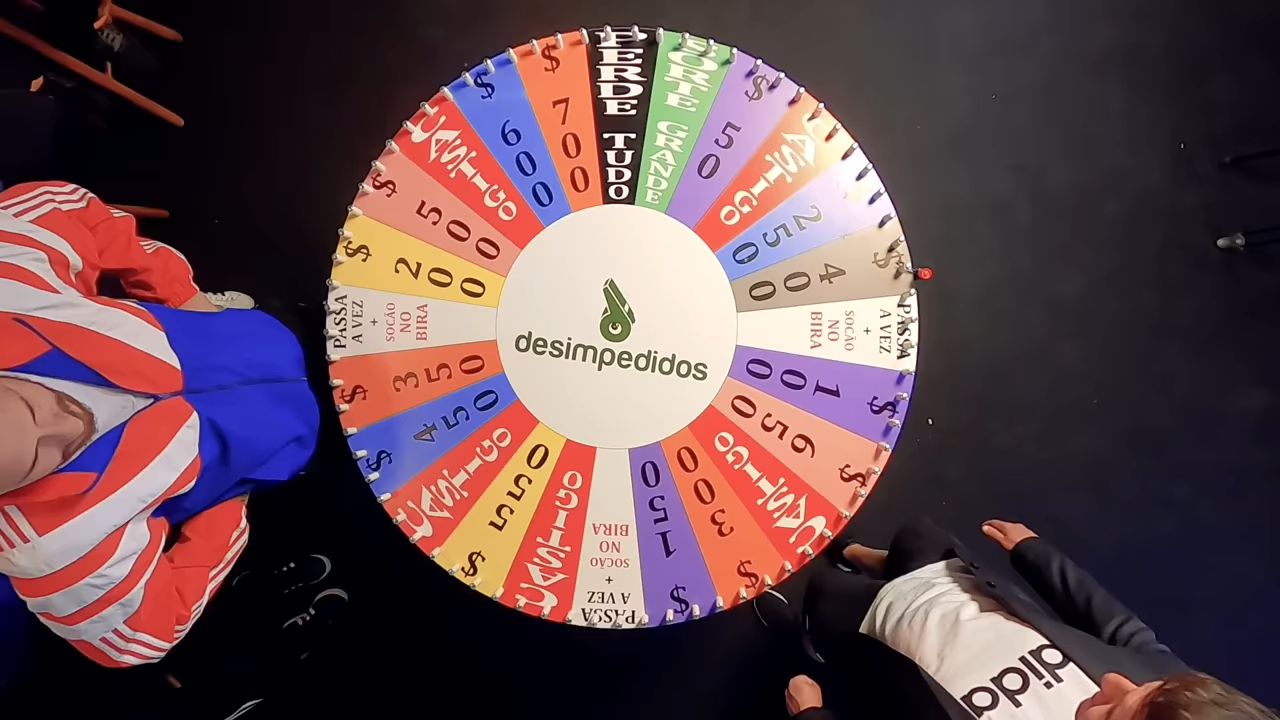 PERDE TUDO
SORTE GRANDE
$ 50
CASTIGO
$ 250
$ 400
PASSA
A VEZ
+
SOCÃO
NO
BIRA
$ 100
$ 650
CASTIGO
$ 300
$ 150
PASSA
A VEZ
+
SOCÃO
NO
BIRA
CASTIGO
$ 550
CASTIGO
$ 450
$ 350
PASSA
A VEZ
+
SOCÃO
NO
BIRA
$ 200
$ 500
CASTIGO
$ 600
$ 700
desimpedidos
dida